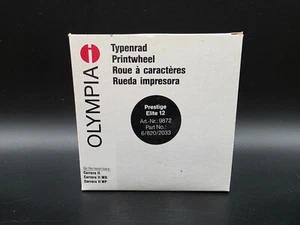 OLYMPIA
Typenrad
Printwheel
Roue à caractères
Rueda impresora
Prestige
Elite 12
Art.-Nr.: 9872
Part No.:
6/820/2033
Carrera II
Carrera II MD
Carrera II WP